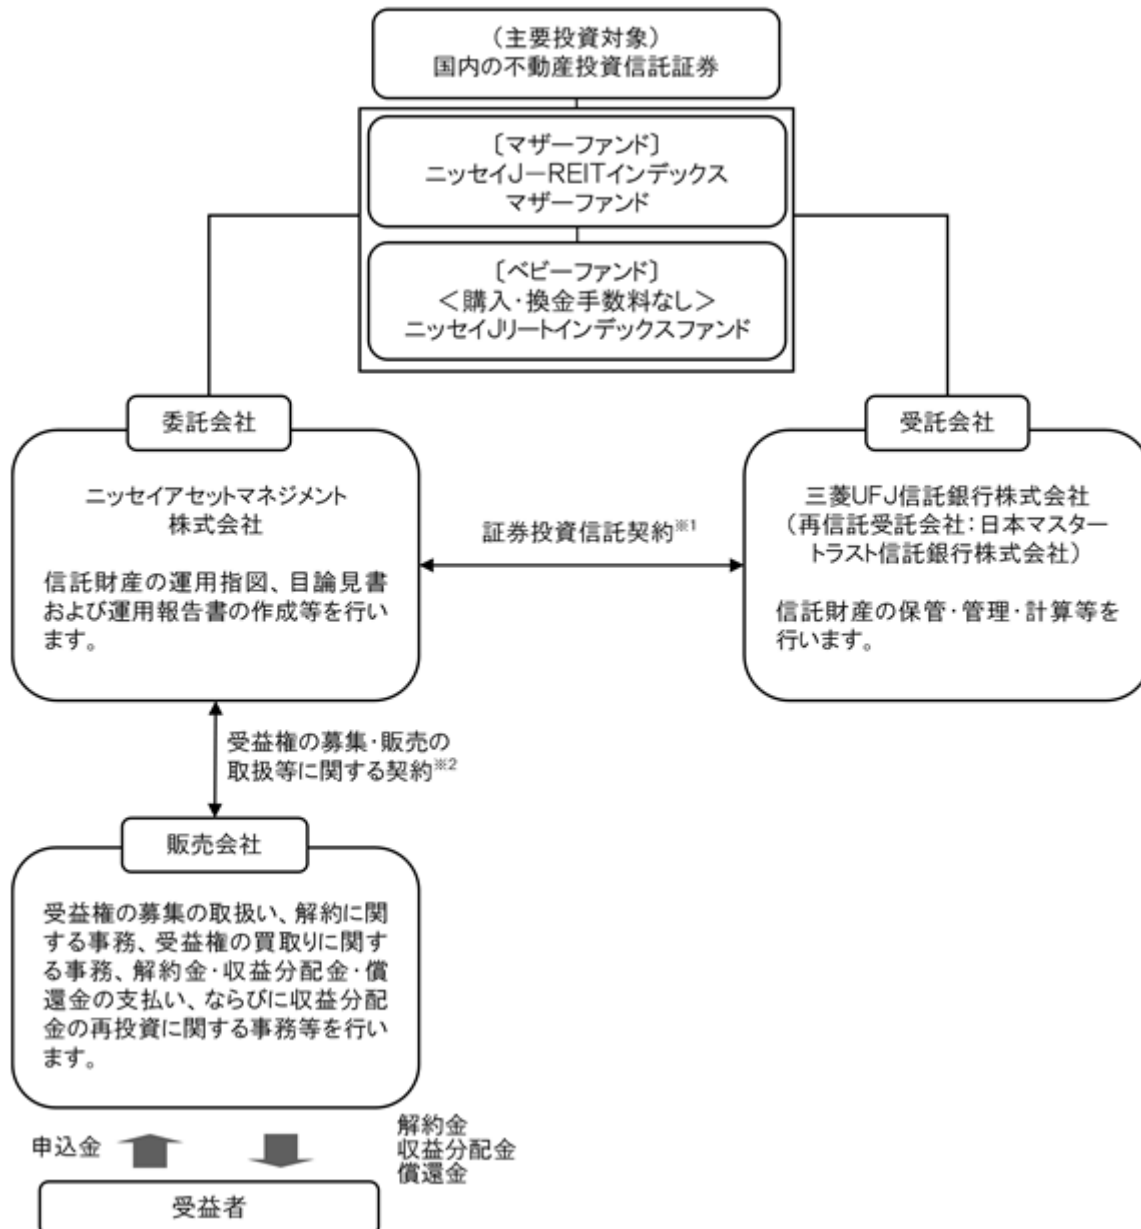 （主要投資対象）
国内の不動産投資信託証券
〔マザーファンド〕
ニッセイJ－REITインデックス
マザーファンド
〔ベビーファンド〕
＜購入・換金手数料なし＞
ニッセイJリートインデックスファンド
委託会社
ニッセイアセットマネジメント
株式会社
信託財産の運用指図、目論見書
および運用報告書の作成等を行い
ます。
証券投資信託契約※1
受託会社
三菱UFJ信託銀行株式会社
（再信託受託会社：日本マスター
トラスト信託銀行株式会社）
信託財産の保管・管理・計算等を
行います。
受益権の募集・販売の
取扱等に関する契約※2
販売会社
受益権の募集の取扱い、解約に関
する事務、受益権の買取りに関す
る事務、解約金・収益分配金・償
還金の支払い、ならびに収益分配
金の再投資に関する事務等を行い
ます。
申込金
解約金
収益分配金
償還金
受益者